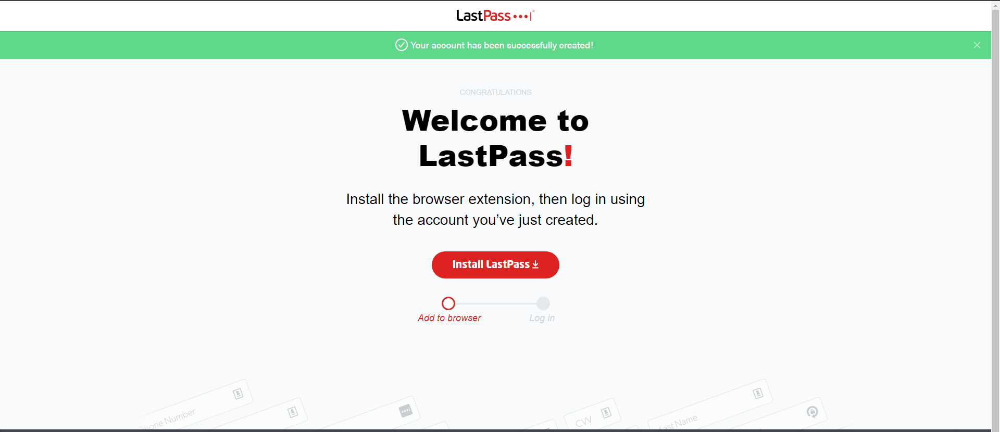 LastPass
Your account has been successfully created!
CONGRATULATIONS
Welcome to
LastPass!
Install the browser extension, then log in using
the account you’ve just created.
Install LastPass
Add to browser
Log in
Phone Number
CVV
Last Name